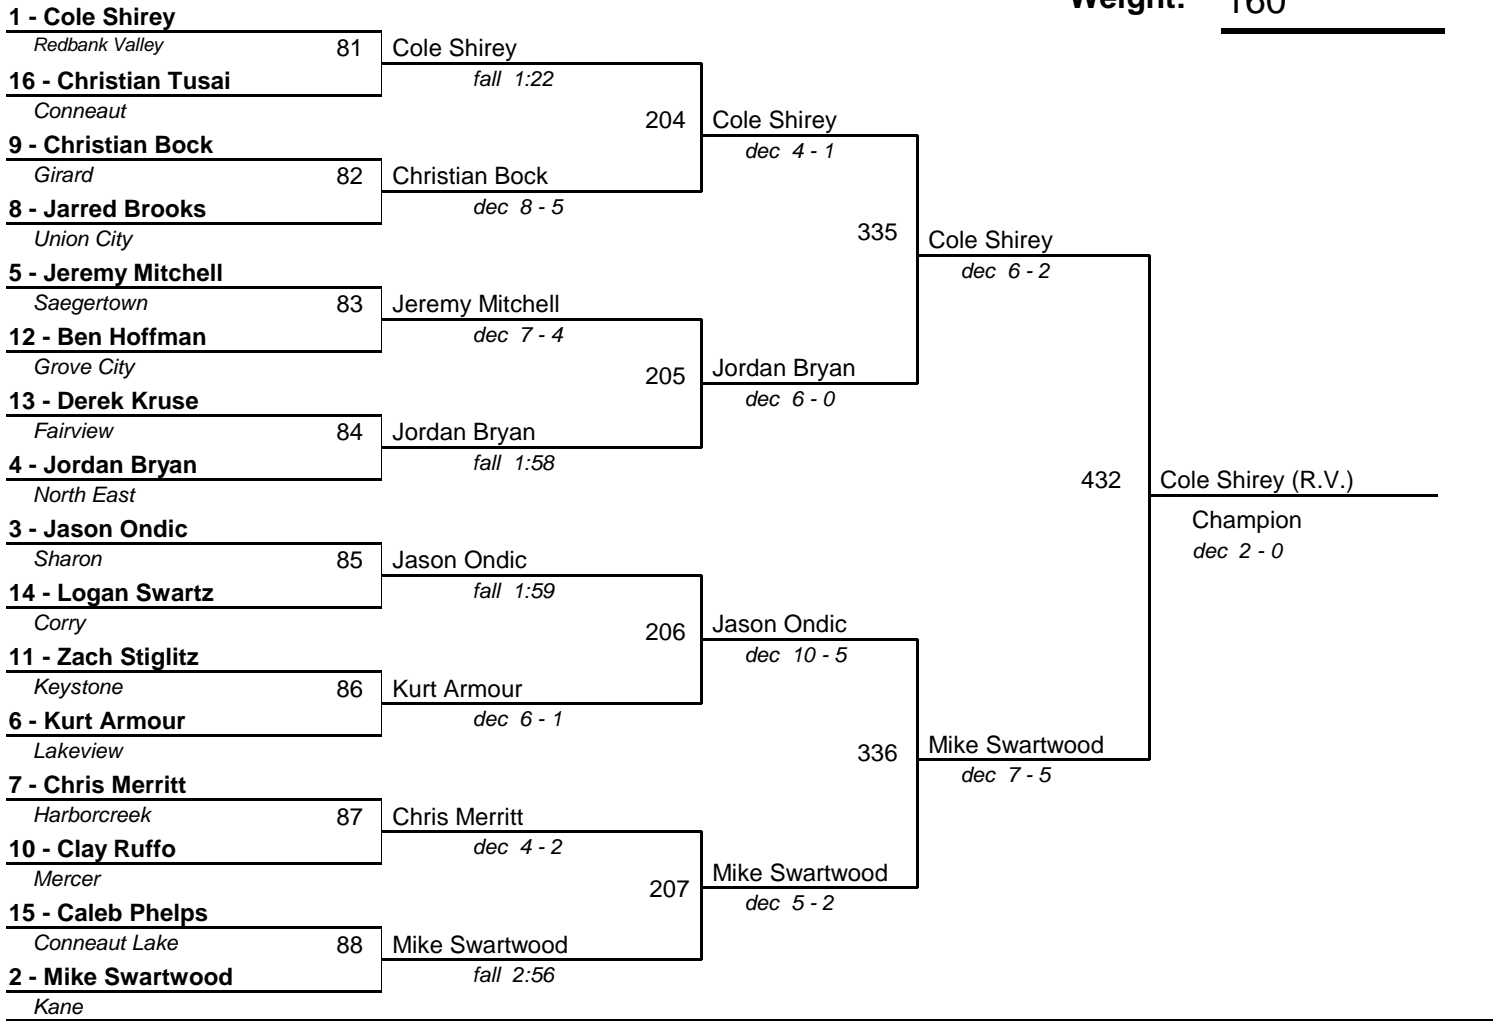 Weight: 160
1 - Cole Shirey
Redbank Valley
81
Cole Shirey
fall 1:22
16 - Christian Tusai
Conneaut
204
Cole Shirey
dec 4 - 1
9 - Christian Bock
Girard
82
Christian Bock
dec 8 - 5
8 - Jarred Brooks
Union City
335
Cole Shirey
dec 6 - 2
5 - Jeremy Mitchell
Saegertown
83
Jeremy Mitchell
dec 7 - 4
12 - Ben Hoffman
Grove City
205
Jordan Bryan
dec 6 - 0
13 - Derek Kruse
Fairview
84
Jordan Bryan
fall 1:58
4 - Jordan Bryan
North East
432
Cole Shirey (R.V.)
Champion
dec 2 - 0
3 - Jason Ondic
Sharon
85
Jason Ondic
fall 1:59
14 - Logan Swartz
Corry
206
Jason Ondic
dec 10 - 5
11 - Zach Stiglitz
Keystone
86
Kurt Armour
dec 6 - 1
6 - Kurt Armour
Lakeview
336
Mike Swartwood
dec 7 - 5
7 - Chris Merritt
Harborcreek
87
Chris Merritt
dec 4 - 2
10 - Clay Ruffo
Mercer
207
Mike Swartwood
dec 5 - 2
15 - Caleb Phelps
Conneaut Lake
88
Mike Swartwood
fall 2:56
2 - Mike Swartwood
Kane